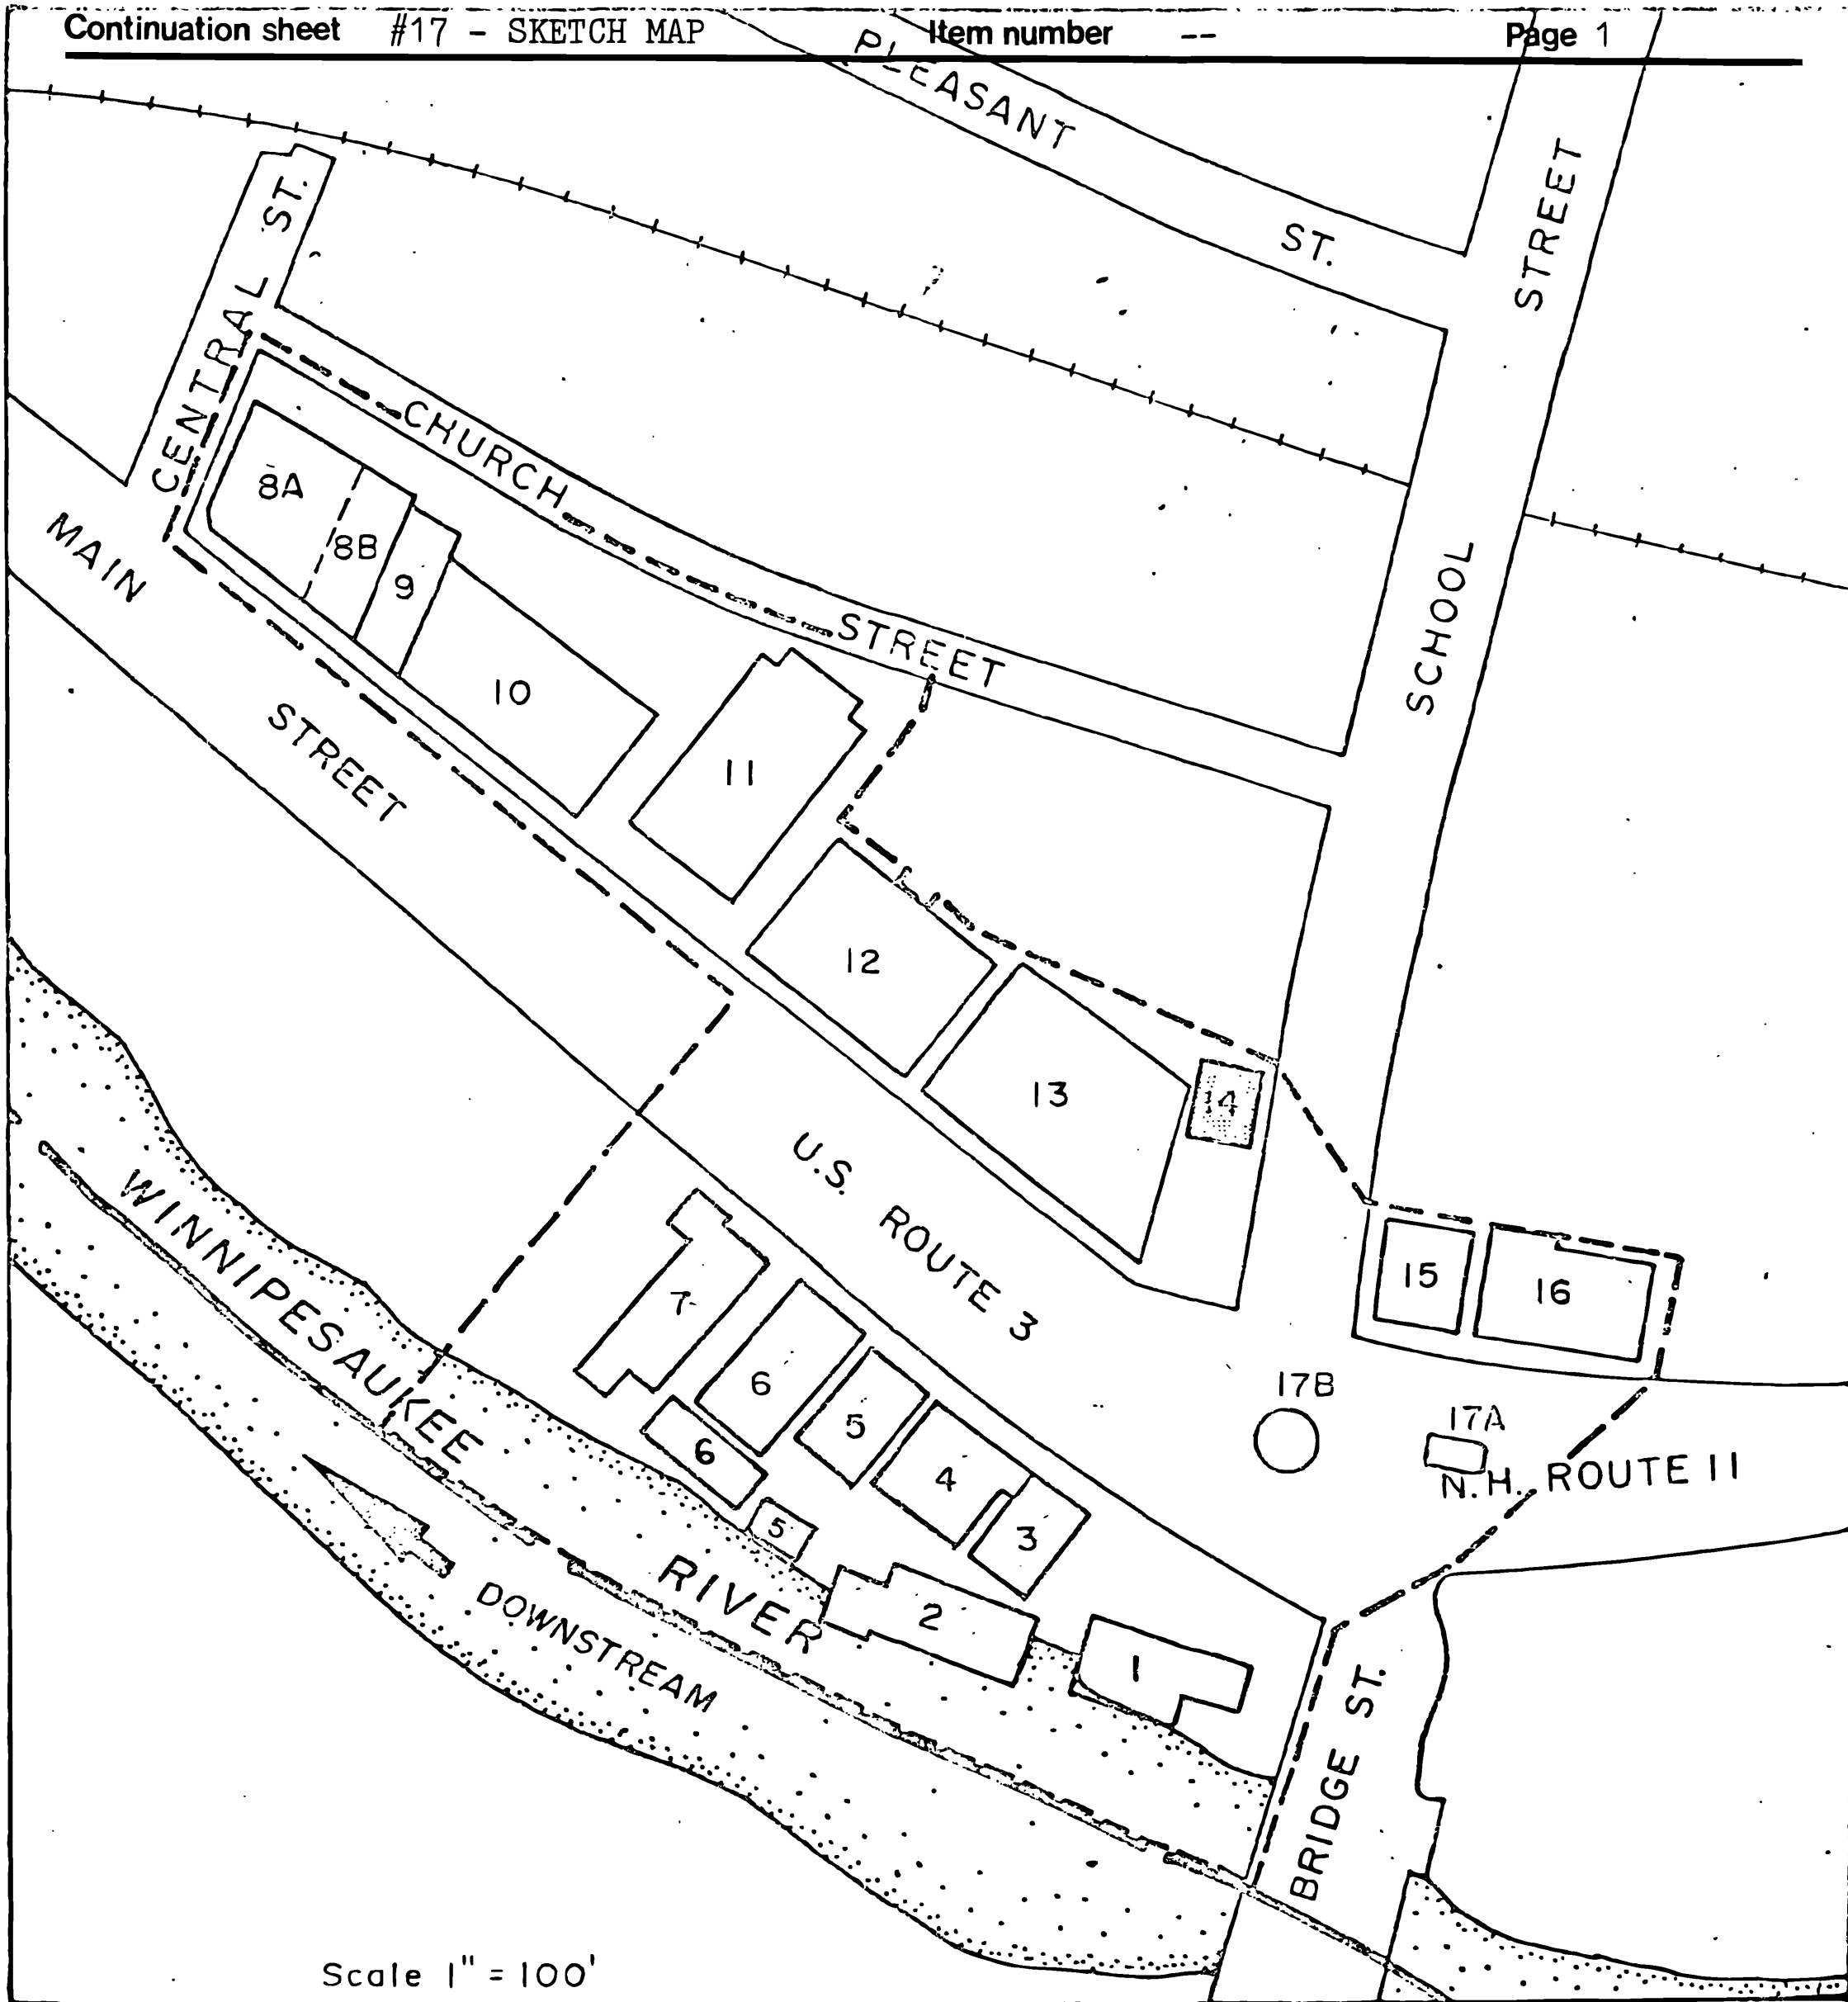 Continuation sheet #17 - SKETCH MAP Item number -- Page 1
PLEASANT
ST.
STREET
SCHOOL
CENTRAL ST.
CHURCH
STREET
8A
8B
9
MAIN
STREET
10
11
12
13
14
U.S. ROUTE 3
15
16
7
6
5
4
3
6
5
2
1
17B
17A
N.H. ROUTE 11
WINNIPESAUKEE
RIVER
DOWNSTREAM
BRIDGE ST.
Scale 1" = 100'